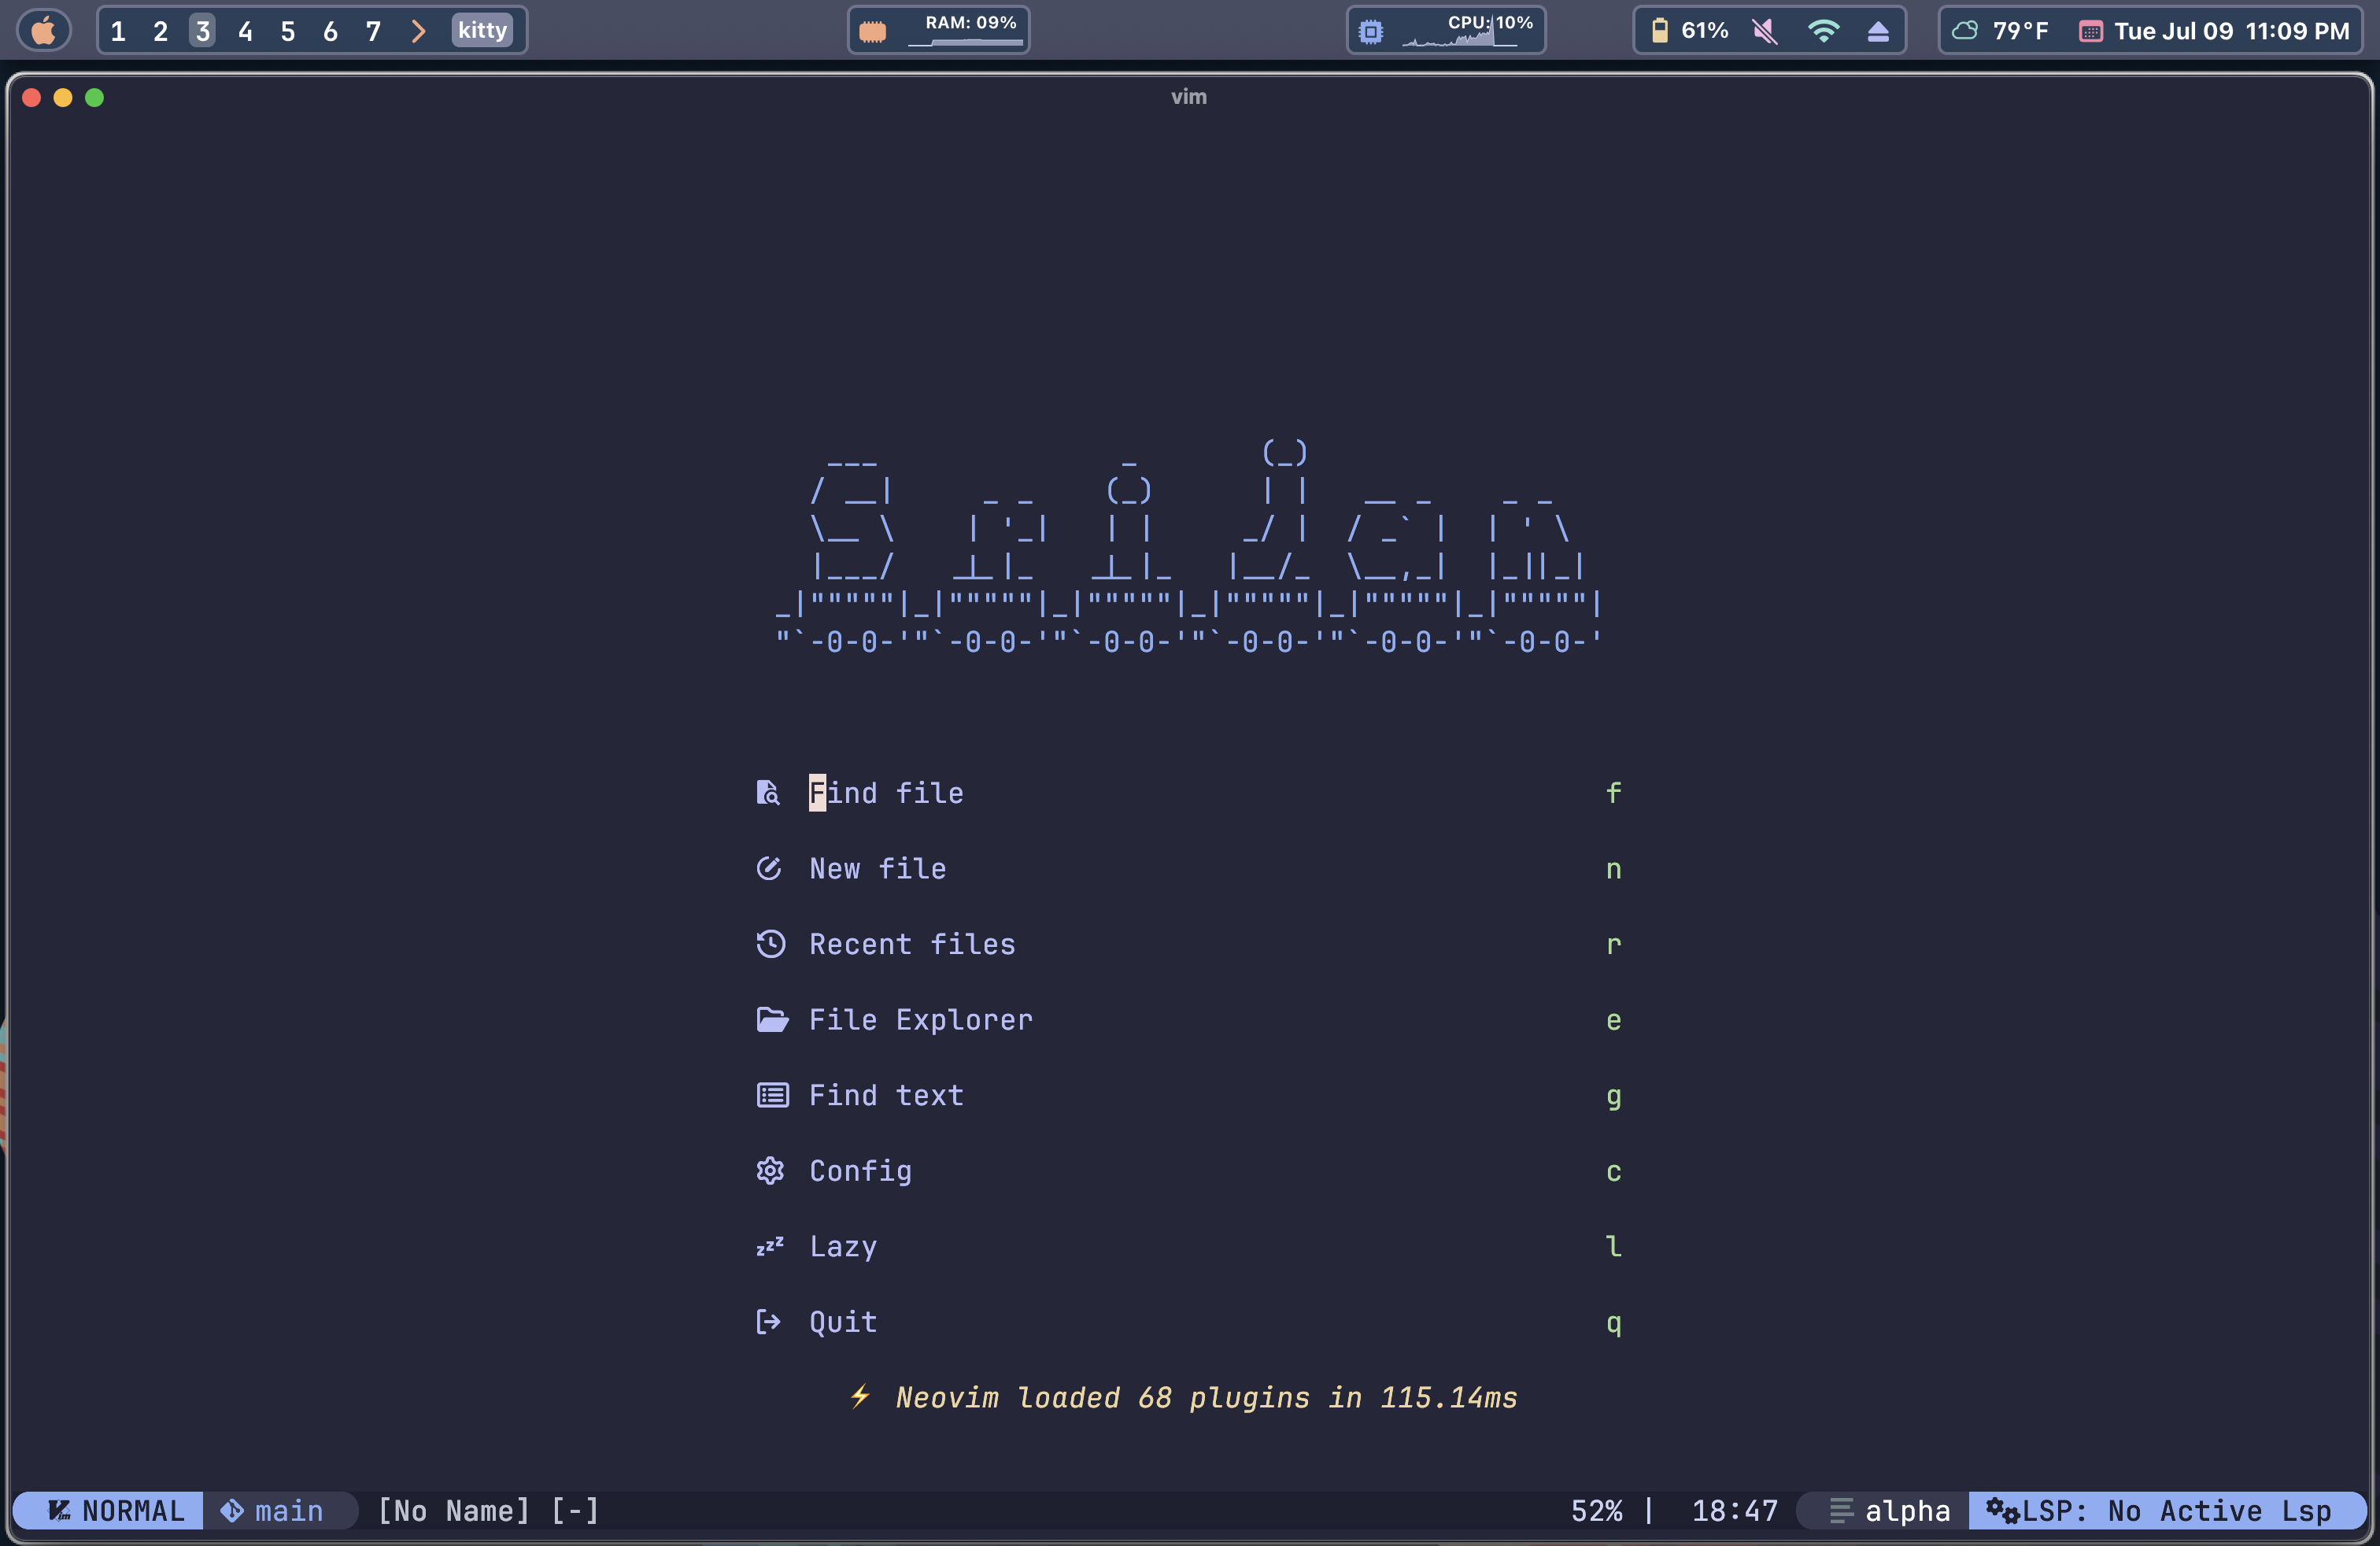 1 2 3 4 5 6 7 > kitty
RAM: 09%
CPU: 10%
61%
79°F
Tue Jul 09 11:09 PM
vim
Srijan
Find file f
New file n
Recent files r
File Explorer e
Find text g
Config c
zzz Lazy l
Quit q
⚡ Neovim loaded 68 plugins in 115.14ms
NORMAL main [No Name] [-] 52% | 18:47 alpha LSP: No Active Lsp